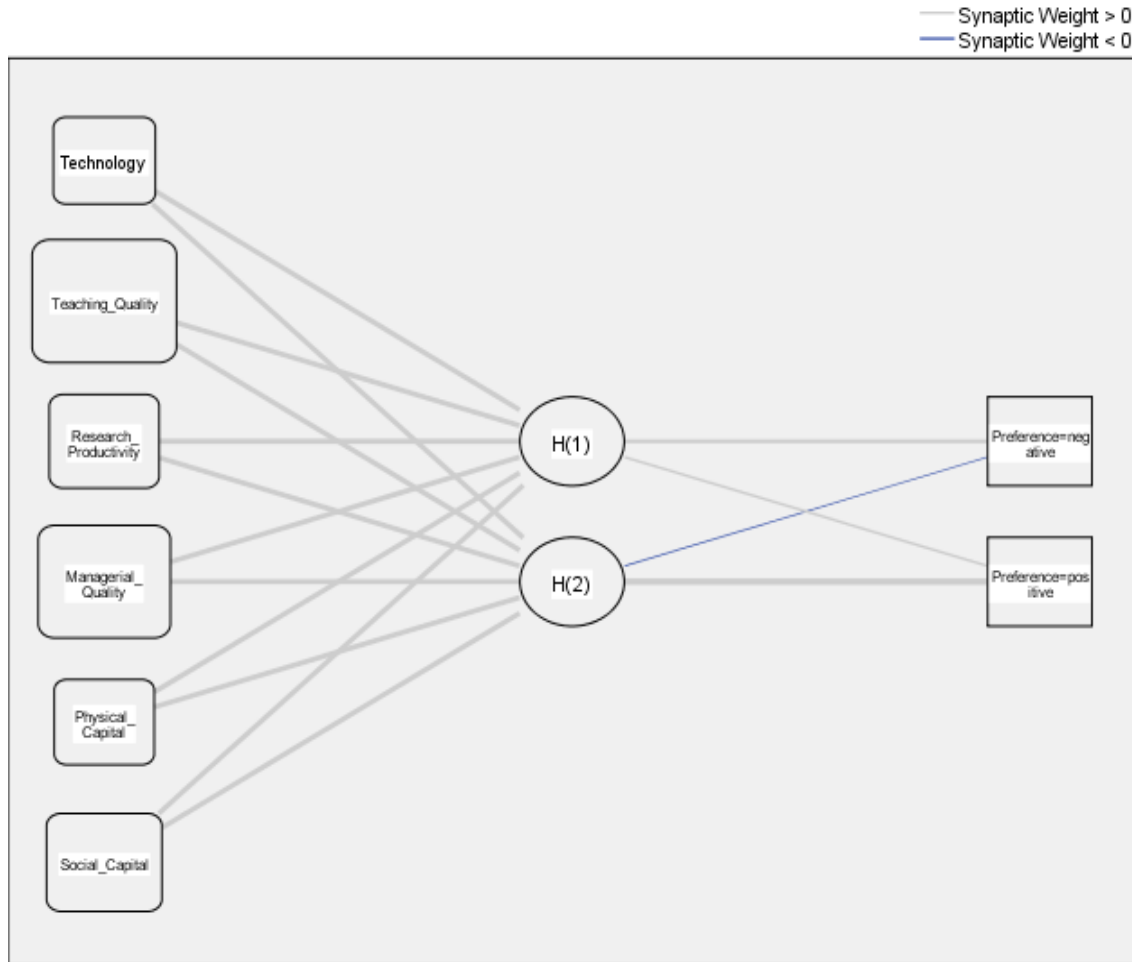 Synaptic Weight > 0
Synaptic Weight < 0
Technology
Teaching_Quality
Research_
Productivity
Managerial_
Quality
Physical_
Capital
Social_Capital
H(1)
H(2)
Preference=neg
ative
Preference=pos
itive